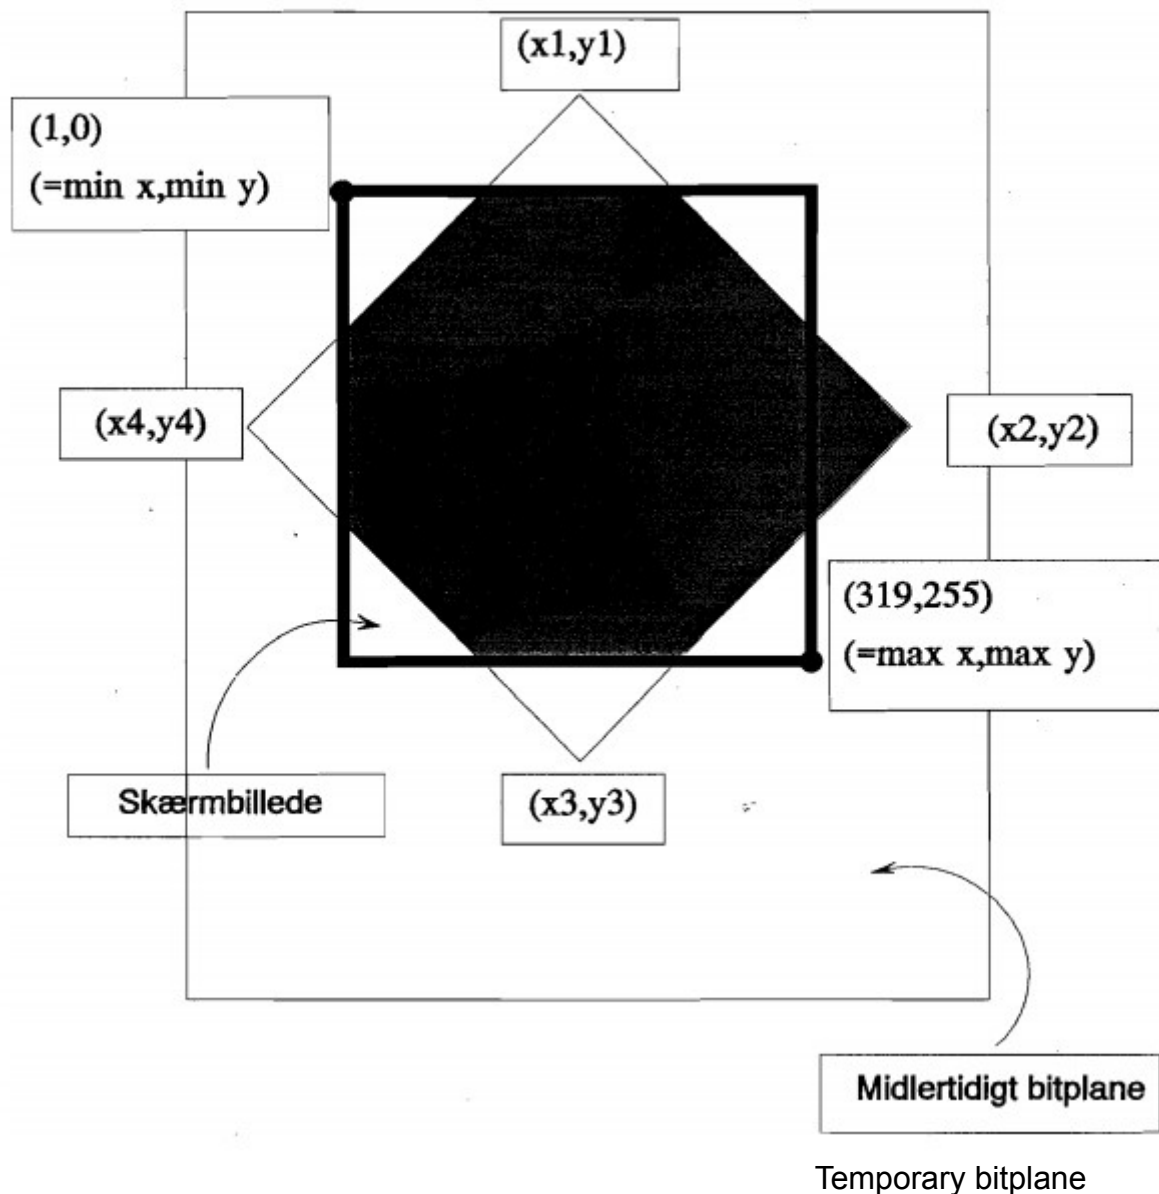 (x1,y1)
(1,0)
(=min x,min y)
(x4,y4)
(x2,y2)
(319,255)
(=max x,max y)
Skærmbillede
(x3,y3)
Midlertidigt bitplane
Temporary bitplane